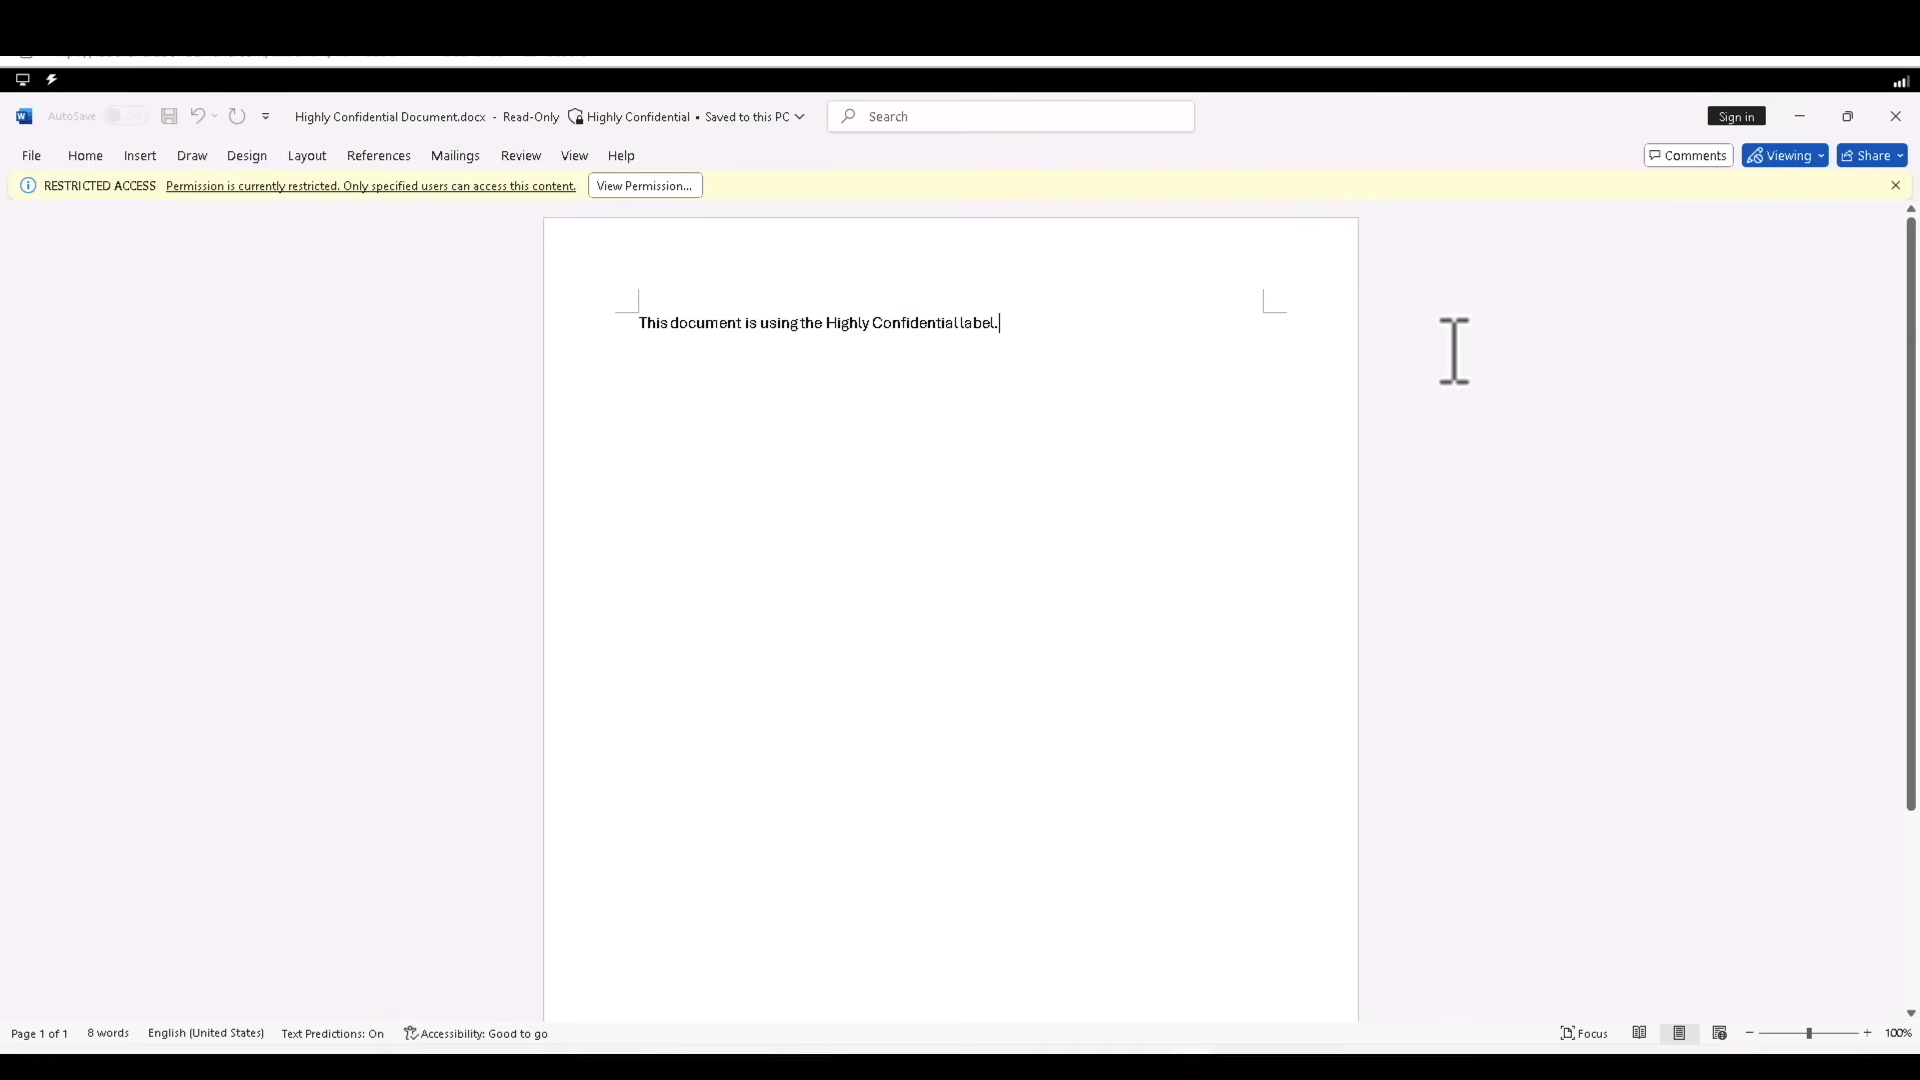 AutoSave Off Highly Confidential Document.docx - Read-Only Highly Confidential • Saved to this PC Search Sign in
File Home Insert Draw Design Layout References Mailings Review View Help Comments Viewing Share
RESTRICTED ACCESS Permission is currently restricted. Only specified users can access this content. View Permission...
This document is using the Highly Confidential label.
Page 1 of 1 8 words English (United States) Text Predictions: On Accessibility: Good to go Focus 100%